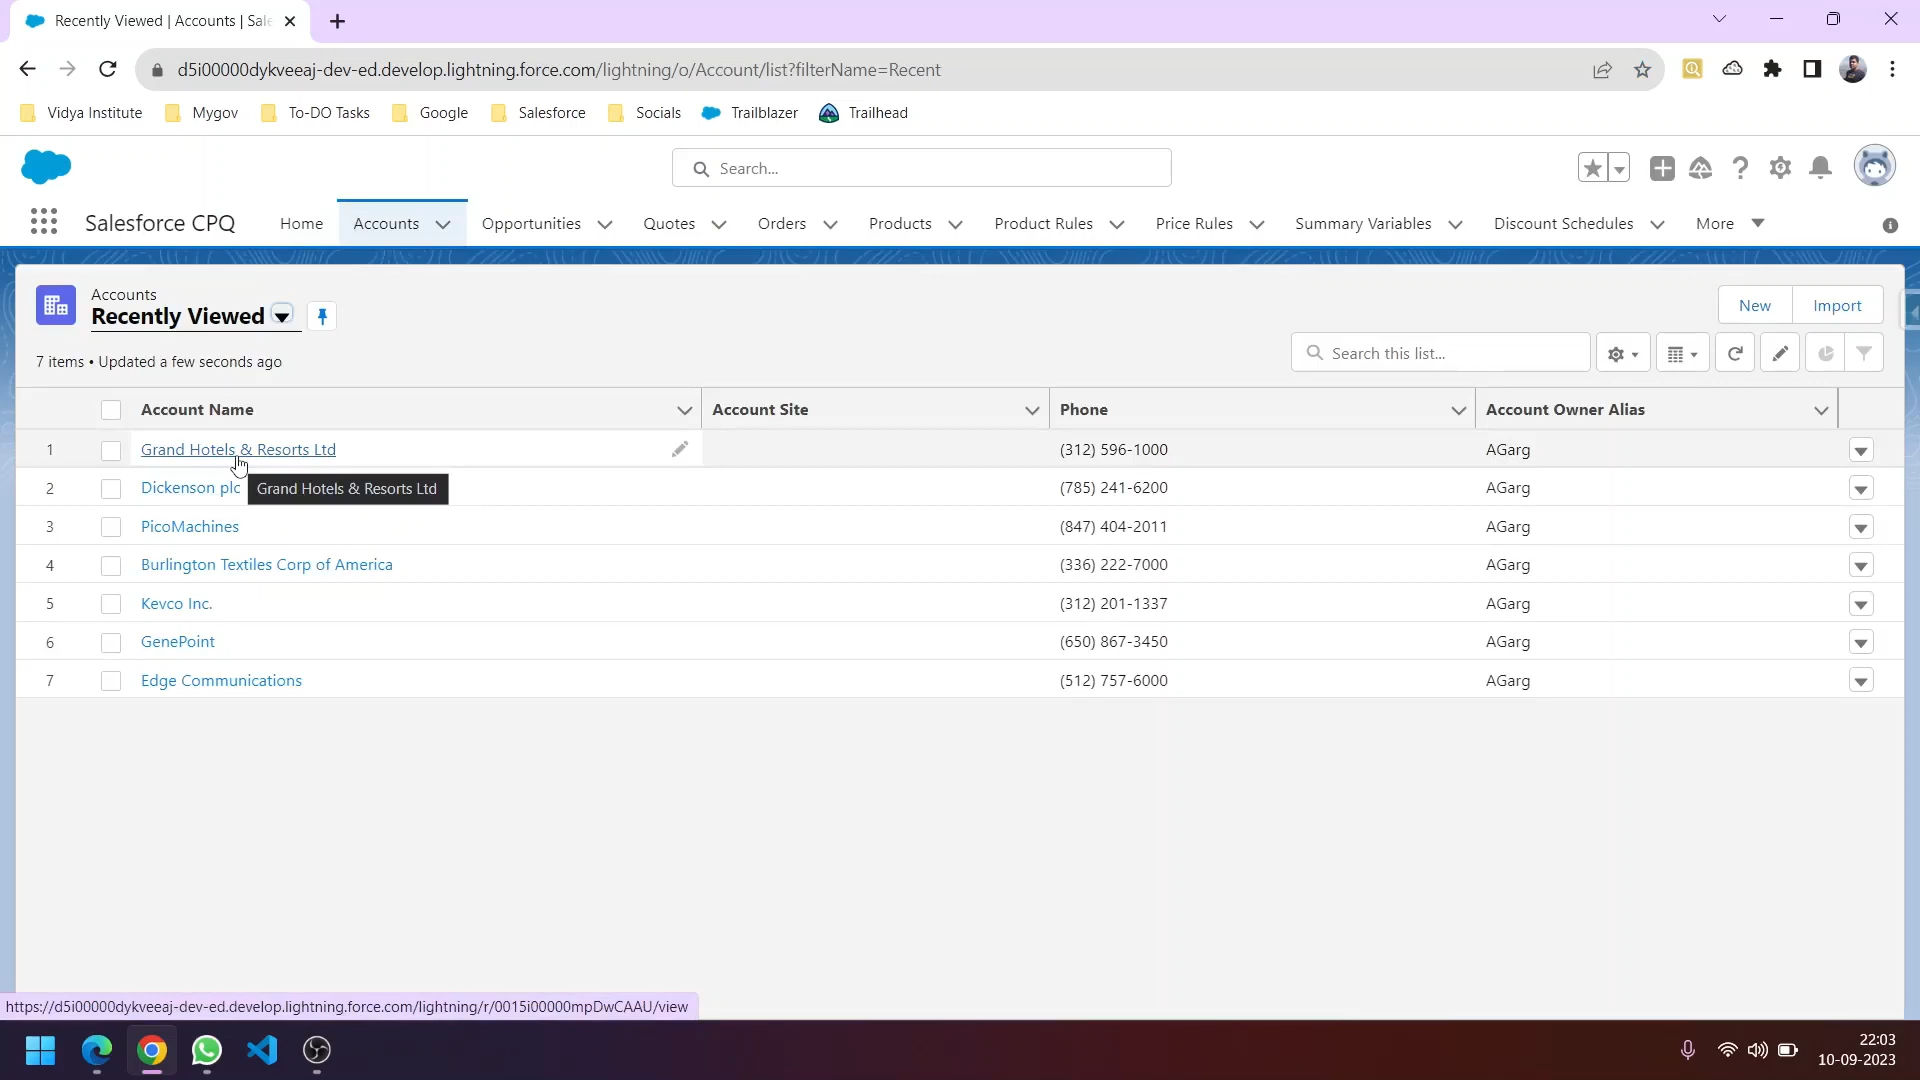 Recently Viewed | Accounts | Sale
d5i00000dykveeaj-dev-ed.develop.lightning.force.com/lightning/o/Account/list?filterName=Recent
Vidya Institute Mygov To-DO Tasks Google Salesforce Socials Trailblazer Trailhead
Search...
Salesforce CPQ Home Accounts Opportunities Quotes Orders Products Product Rules Price Rules Summary Variables Discount Schedules More
Accounts
Recently Viewed
New Import
7 items • Updated a few seconds ago
Search this list...
Account Name Account Site Phone Account Owner Alias
1 Grand Hotels & Resorts Ltd (312) 596-1000 AGarg
2 Dickenson plc (785) 241-6200 AGarg
Grand Hotels & Resorts Ltd
3 PicoMachines (847) 404-2011 AGarg
4 Burlington Textiles Corp of America (336) 222-7000 AGarg
5 Kevco Inc. (312) 201-1337 AGarg
6 GenePoint (650) 867-3450 AGarg
7 Edge Communications (512) 757-6000 AGarg
https://d5i00000dykveeaj-dev-ed.develop.lightning.force.com/lightning/r/0015i00000mpDwCAAU/view
22:03
10-09-2023